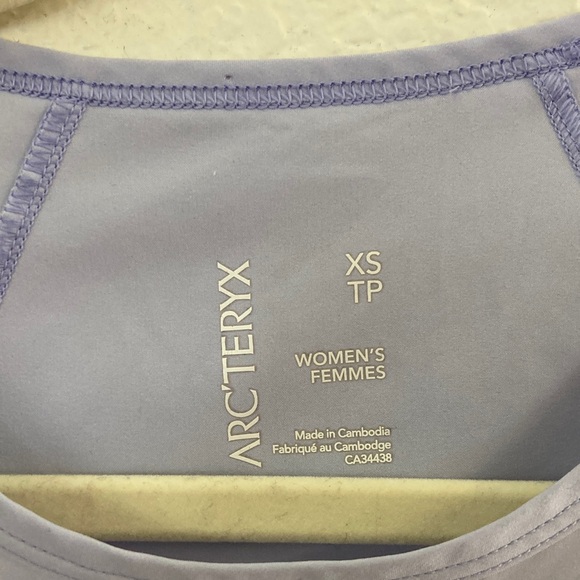 ARC'TERYX
XS
TP
WOMEN'S
FEMMES
Made in Cambodia
Fabriqué au Cambodge
CA34438